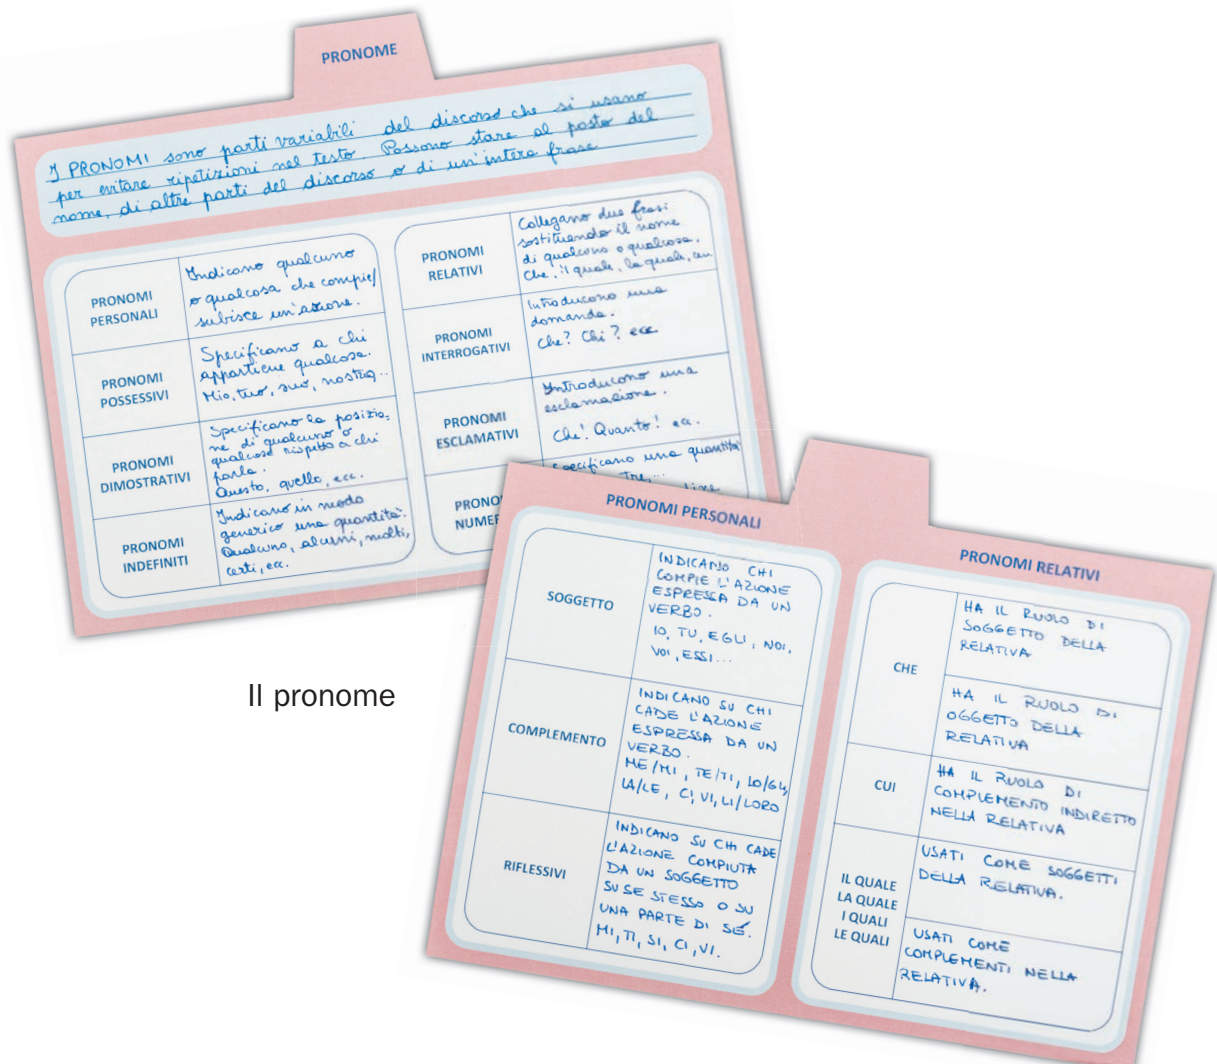 PRONOME
I PRONOMI sono parti variabili del discorso che si usano
per evitare ripetizioni nel testo. Possono stare al posto del
nome, di altre parti del discorso o di un'intera frase
PRONOMI
PERSONALI
Indicano qualcuno
o qualcosa che compie/
subisce un'azione.
PRONOMI
POSSESSIVI
Specificano a chi
appartiene qualcosa.
Mio, tuo, suo, nostro...
PRONOMI
DIMOSTRATIVI
Specificano la posizio-
ne di qualcuno o
qualcosa rispetto a chi
parla.
Questo, quello, ecc.
PRONOMI
INDEFINITI
Indicano in modo
generico una quantità.
Qualcuno, alcuni, molti,
certi, ecc.
PRONOMI
RELATIVI
Collegano due frasi
sostituendo il nome
di qualcuno o qualcosa.
Che, il quale, la quale, cui
PRONOMI
INTERROGATIVI
Introducono una
domanda.
Che? Chi? ecc.
PRONOMI
ESCLAMATIVI
Introducono una
esclamazione.
Che! Quanto! ecc.
PRONO
NUME
Specificano una quantità
tre,...
PRONOMI PERSONALI
SOGGETTO
INDICANO CHI
COMPIE L'AZIONE
ESPRESSA DA UN
VERBO.
IO, TU, EGLI, NOI,
VOI, ESSI...
COMPLEMENTO
INDICANO SU CHI
CADE L'AZIONE
ESPRESSA DA UN
VERBO.
ME/MI, TE/TI, LO/GLI,
LA/LE, CI, VI, LI/LORO
RIFLESSIVI
INDICANO SU CHI CADE
L'AZIONE COMPIUTA
DA UN SOGGETTO
SU SE STESSO O SU
UNA PARTE DI SÉ.
MI, TI, SI, CI, VI.
PRONOMI RELATIVI
CHE
HA IL RUOLO DI
SOGGETTO DELLA
RELATIVA
HA IL RUOLO DI
OGGETTO DELLA
RELATIVA
CUI
HA IL RUOLO DI
COMPLEMENTO INDIRETTO
NELLA RELATIVA
IL QUALE
LA QUALE
I QUALI
LE QUALI
USATI COME SOGGETTI
DELLA RELATIVA.
USATI COME
COMPLEMENTI NELLA
RELATIVA.
Il pronome